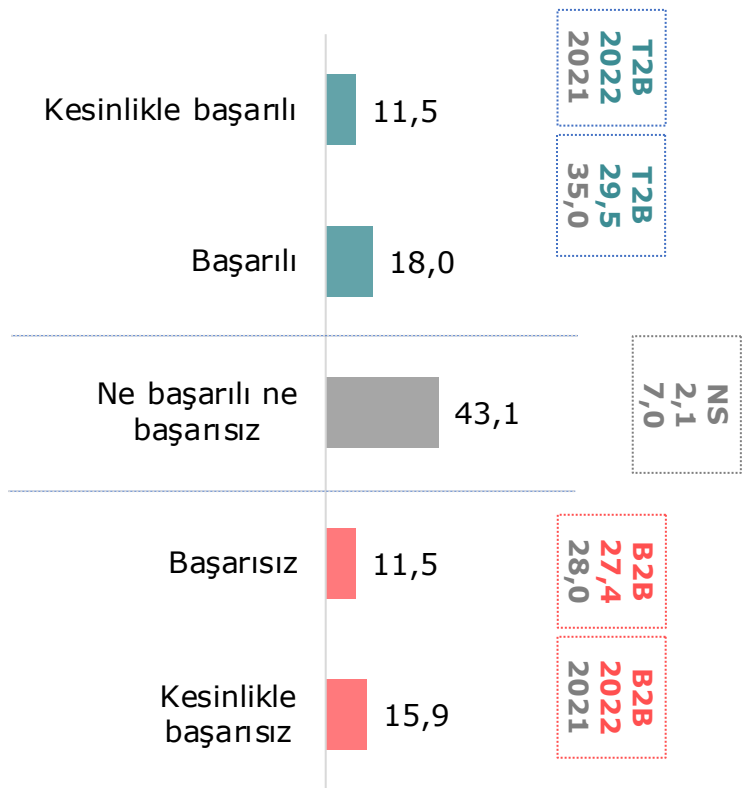 Kesinlikle başarılı
11,5
Başarılı
18,0
Ne başarılı ne
başarısız
43,1
Başarısız
11,5
Kesinlikle
başarısız
15,9
T2B
2022
2021
T2B
29,5
35,0
NS
2,1
7,0
B2B
27,4
28,0
B2B
2022
2021